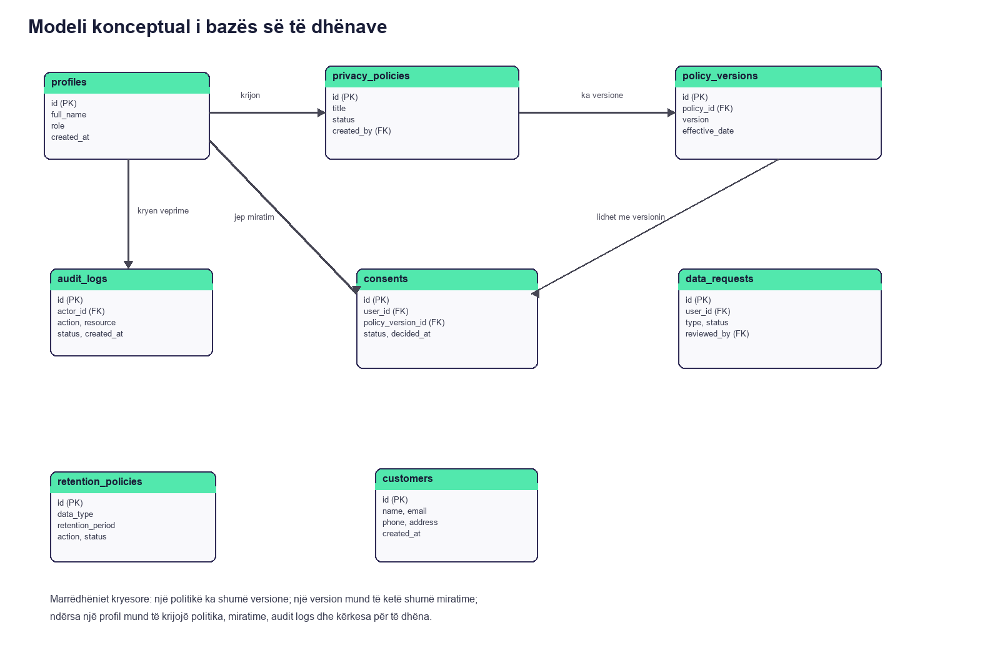 Modeli konceptual i bazës së të dhënave
profiles
id (PK)
full_name
role
created_at
krijon
privacy_policies
id (PK)
title
status
created_by (FK)
ka versione
policy_versions
id (PK)
policy_id (FK)
version
effective_date
kryen veprime
jep miratim
lidhet me versionin
audit_logs
id (PK)
actor_id (FK)
action, resource
status, created_at
consents
id (PK)
user_id (FK)
policy_version_id (FK)
status, decided_at
data_requests
id (PK)
user_id (FK)
type, status
reviewed_by (FK)
retention_policies
id (PK)
data_type
retention_period
action, status
customers
id (PK)
name, email
phone, address
created_at
Marrëdhëniet kryesore: një politikë ka shumë versione; një version mund të ketë shumë miratime;
ndërsa një profil mund të krijojë politika, miratime, audit logs dhe kërkesa për të dhëna.